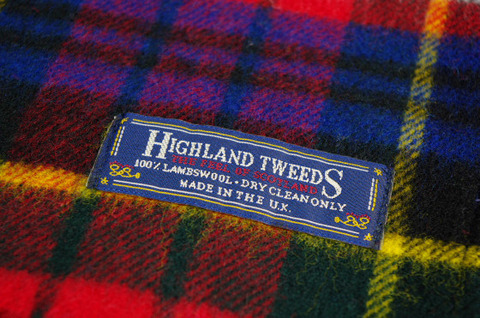 HIGHLAND TWEEDS
THE FEEL OF SCOTLAND
100% LAMBSWOOL · DRY CLEAN ONLY
MADE IN THE U.K.